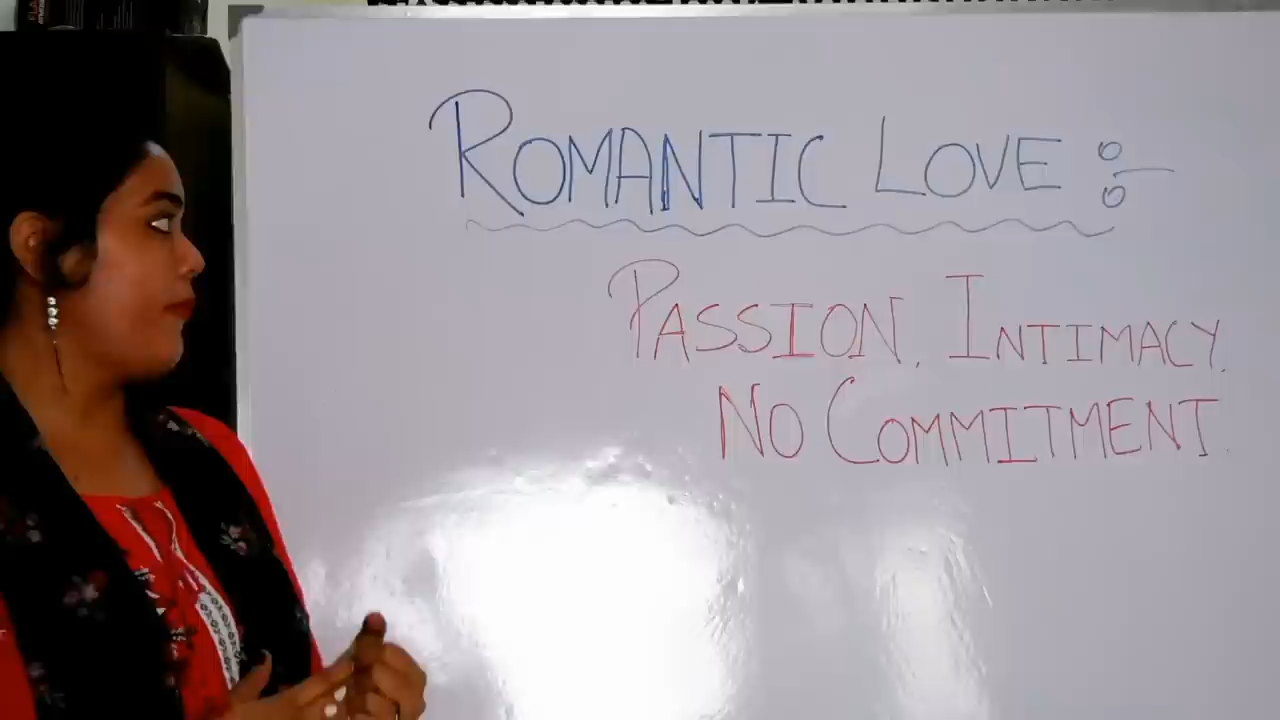 ROMANTIC LOVE :-
PASSION, INTIMACY,
NO COMMITMENT.